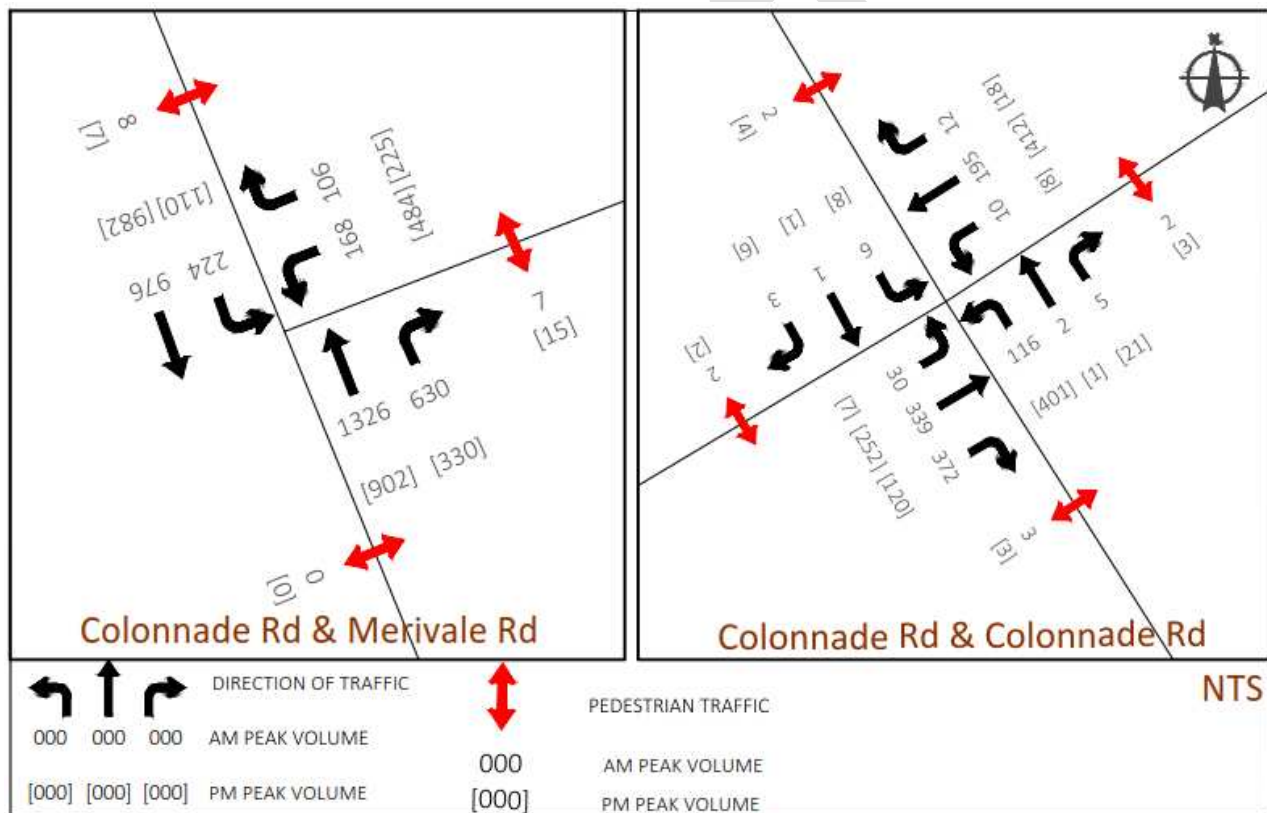 8
[7]
106
[484] [225]
168
[110] [982]
224
976
7
[15]
1326 630
[902] [330]
0
[0]
Colonnade Rd & Merivale Rd
2
[4]
12
[8] [412] [18]
195
10
[8]
[1]
[6]
6
1
3
2
[3]
116 2 5
[401] [1] [21]
2
[2]
30 339 372
[7] [252] [120]
3
[3]
Colonnade Rd & Colonnade Rd
DIRECTION OF TRAFFIC
000 000 000 AM PEAK VOLUME
[000] [000] [000] PM PEAK VOLUME
PEDESTRIAN TRAFFIC
000 AM PEAK VOLUME
[000] PM PEAK VOLUME
NTS